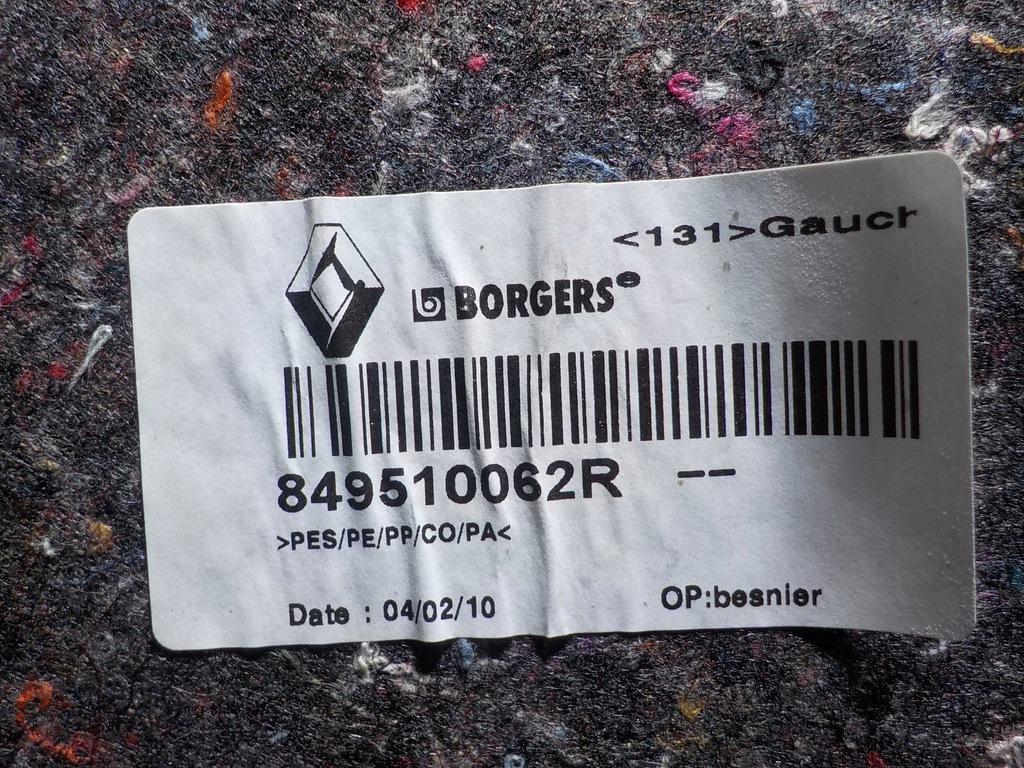 <131>Gauch
BORGERS®
849510062R --
>PES/PE/PP/CO/PA<
Date : 04/02/10
OP:besnier